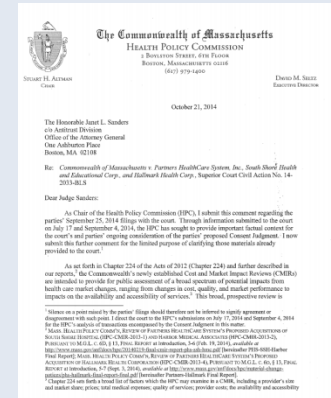 The Commonwealth of Massachusetts
HEALTH POLICY COMMISSION
2 BOYLSTON STREET, 6TH FLOOR
BOSTON, MASSACHUSETTS 02116
(617) 979-1400
STUART H. ALTMAN
CHAIR
DAVID M. SELTZ
EXECUTIVE DIRECTOR
October 21, 2014
The Honorable Janet L. Sanders
c/o Antitrust Division
Office of the Attorney General
One Ashburton Place
Boston, MA 02108
Re: Commonwealth of Massachusetts v. Partners HealthCare System, Inc., South Shore Health
and Educational Corp., and Hallmark Health Corp., Superior Court Civil Action No. 14-
2033-BLS
Dear Judge Sanders:
As Chair of the Health Policy Commission (HPC), I submit this comment regarding the
parties' September 25, 2014 filings with the court. Through information submitted to the court
on July 17 and September 4, 2014, the HPC has sought to provide important factual context for
the court's and parties' ongoing consideration of the parties' proposed Consent Judgment. I now
submit this further comment for the limited purpose of clarifying those materials already
provided to the court.¹
As set forth in Chapter 224 of the Acts of 2012 (Chapter 224) and further described in
our reports,² the Commonwealth's newly established Cost and Market Impact Reviews (CMIRs)
are intended to provide for public assessment of a broad spectrum of potential impacts from
health care market changes, ranging from changes in cost, quality, and market performance to
impacts on the availability and accessibility of services.³ This broad, prospective review is